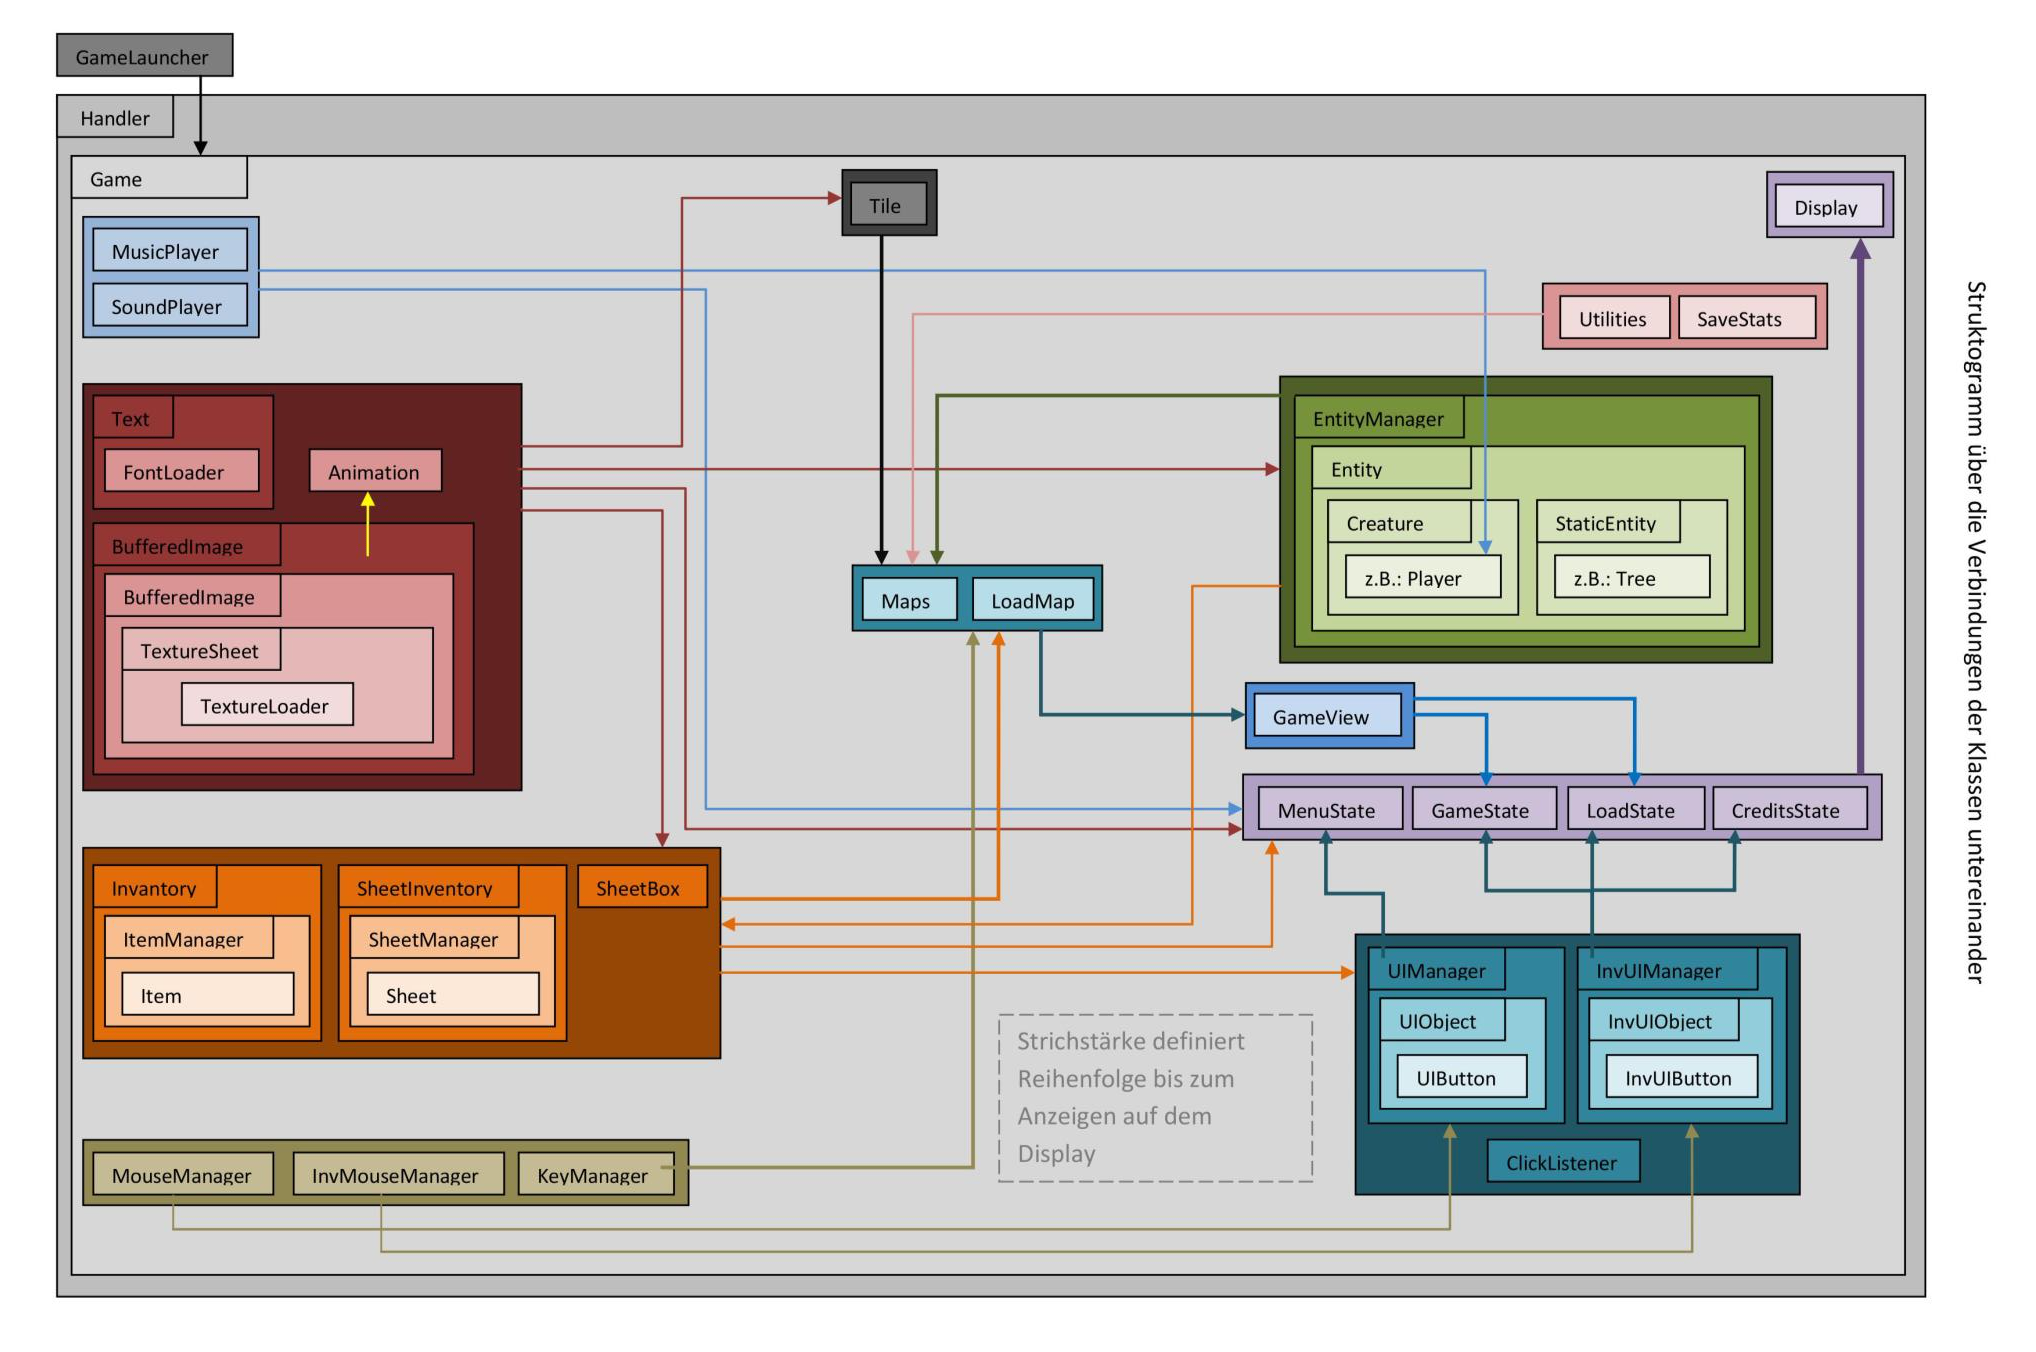 GameLauncher
Handler
Game
Tile
Display
MusicPlayer
SoundPlayer
Utilities
SaveStats
Text
FontLoader
Animation
BufferedImage
BufferedImage
TextureSheet
TextureLoader
EntityManager
Entity
Creature
z.B.: Player
StaticEntity
z.B.: Tree
Maps
LoadMap
GameView
MenuState
GameState
LoadState
CreditsState
Invantory
ItemManager
Item
SheetInventory
SheetManager
Sheet
SheetBox
UIManager
UIObject
UIButton
InvUIManager
InvUIObject
InvUIButton
ClickListener
Strichstärke definiert
Reihenfolge bis zum
Anzeigen auf dem
Display
MouseManager
InvMouseManager
KeyManager
Struktogramm über die Verbindungen der Klassen untereinander